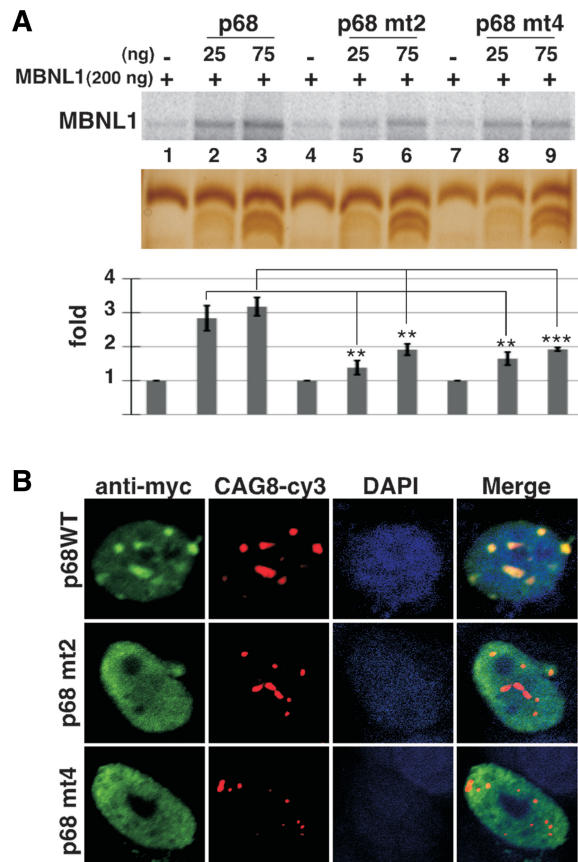 A
p68 p68 mt2 p68 mt4
(ng) - 25 75 - 25 75 - 25 75
MBNL1(200 ng) + + + + + + + + +
MBNL1
1 2 3 4 5 6 7 8 9
4
3
2
1
fold
** ** ** ***
B
anti-myc CAG8-cy3 DAPI Merge
p68WT
p68 mt2
p68 mt4